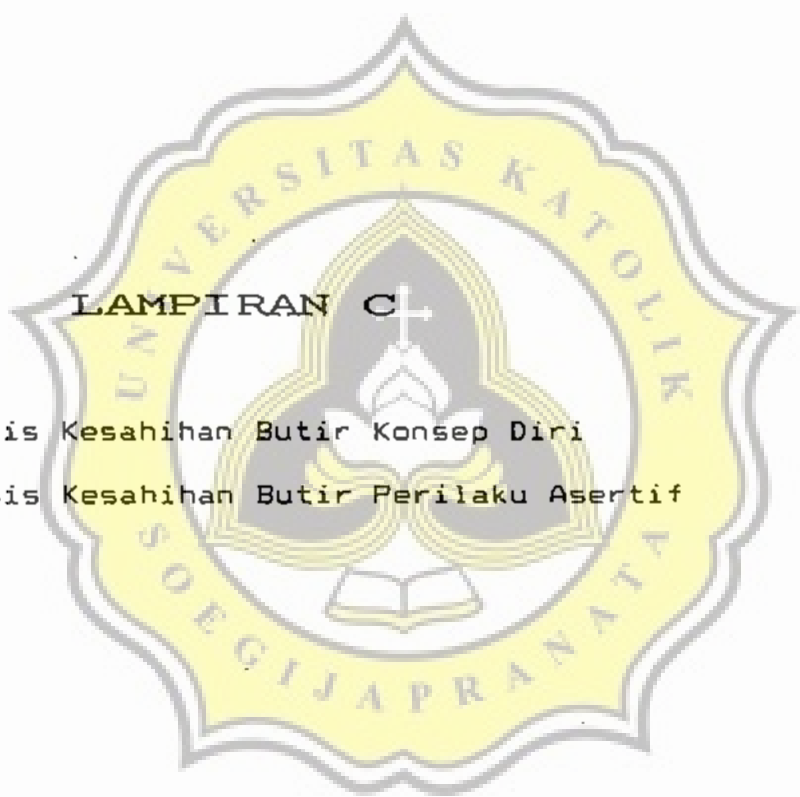 UNIVERSITAS KATOLIK
LAMPIRAN C
is Kesahihan Butir Konsep Diri
is Kesahihan Butir Perilaku Asertif
SOEGIJAPRANATA